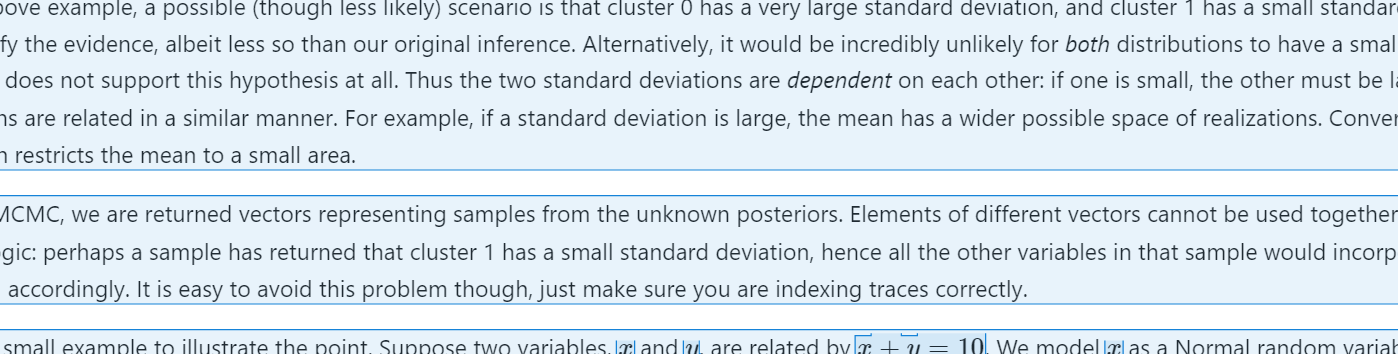 above example, a possible (though less likely) scenario is that cluster 0 has a very large standard deviation, and cluster 1 has a small
fy the evidence, albeit less so than our original inference. Alternatively, it would be incredibly unlikely for both distributions to have a
does not support this hypothesis at all. Thus the two standard deviations are dependent on each other: if one is small, the other must be
are related in a similar manner. For example, if a standard deviation is large, the mean has a wider possible space of realizations.
restricts the mean to a small area.
MCMC, we are returned vectors representing samples from the unknown posteriors. Elements of different vectors cannot be used together
gic: perhaps a sample has returned that cluster 1 has a small standard deviation, hence all the other variables in that sample would incorp
accordingly. It is easy to avoid this problem though, just make sure you are indexing traces correctly.
small example to illustrate the point. Suppose two variables, x and y, are related by x + y = 10. We model x as a Normal random